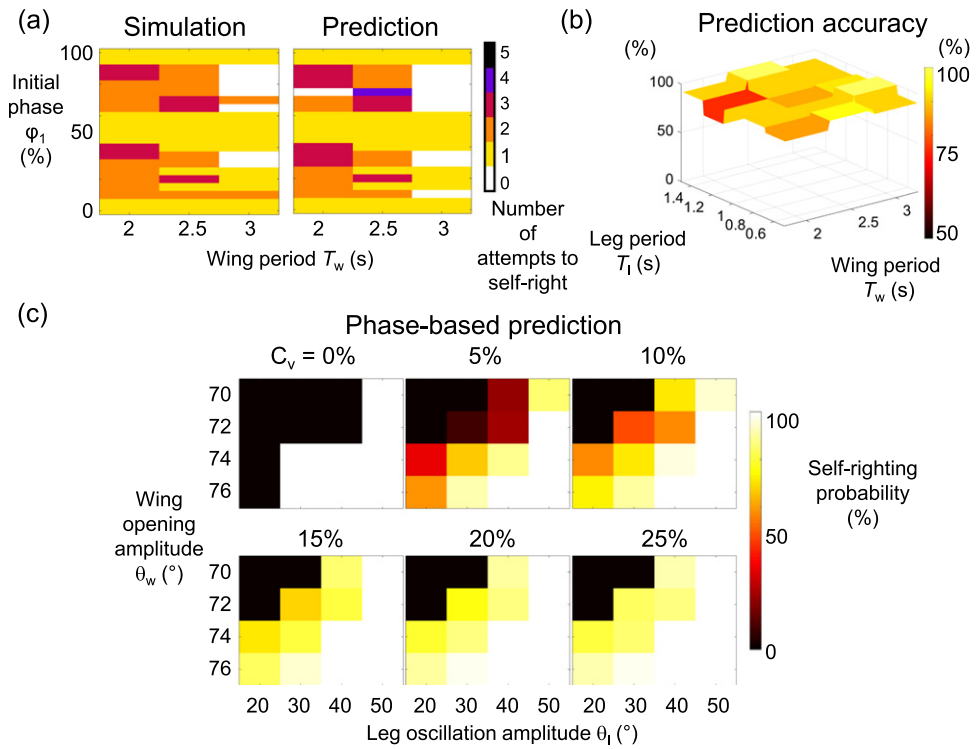 (a)
Simulation
Prediction
Initial
phase
φ1
(%)
100
50
0
2
2.5
3
2
2.5
3
Wing period Tw (s)
5
4
3
2
1
0
Number
of
attempts to
self-right
(b)
Prediction accuracy
(%)
100
50
0
1.4
1.2
1
0.8
0.6
Leg period
Tl (s)
2
2.5
3
Wing period
Tw (s)
(%)
100
75
50
(c)
Phase-based prediction
Cv = 0%
5%
10%
70
72
74
76
Wing
opening
amplitude
θw (°)
15%
20%
25%
70
72
74
76
20 30 40 50
20 30 40 50
20 30 40 50
Leg oscillation amplitude θl (°)
100
50
0
Self-righting
probability
(%)